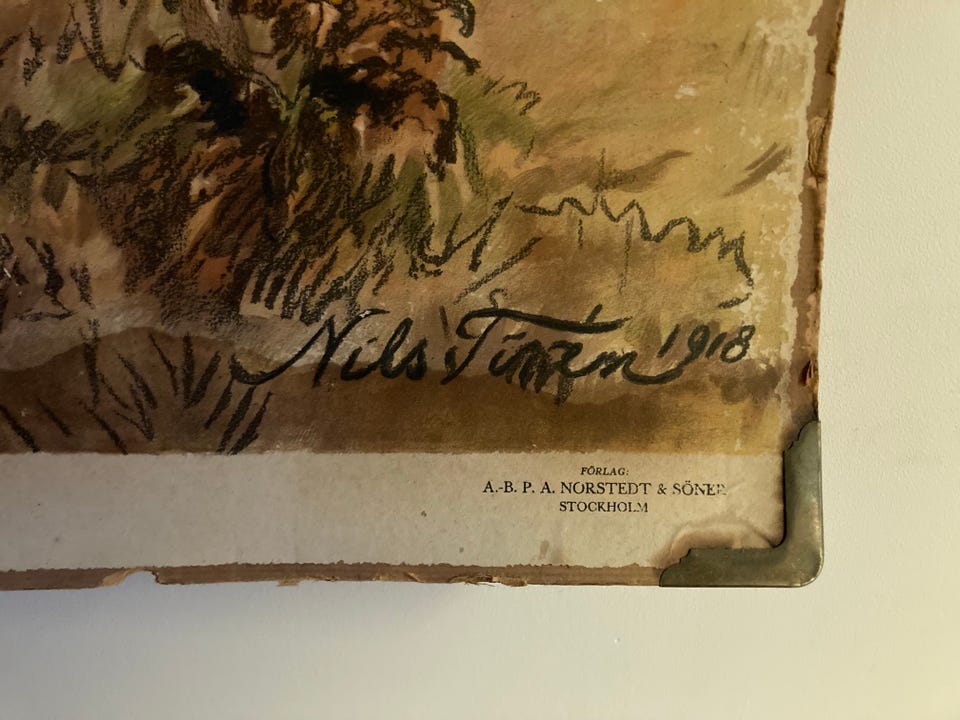 Nils Tirén 1918
FÖRLAG:
A.-B. P. A. NORSTEDT & SÖNER
STOCKHOLM